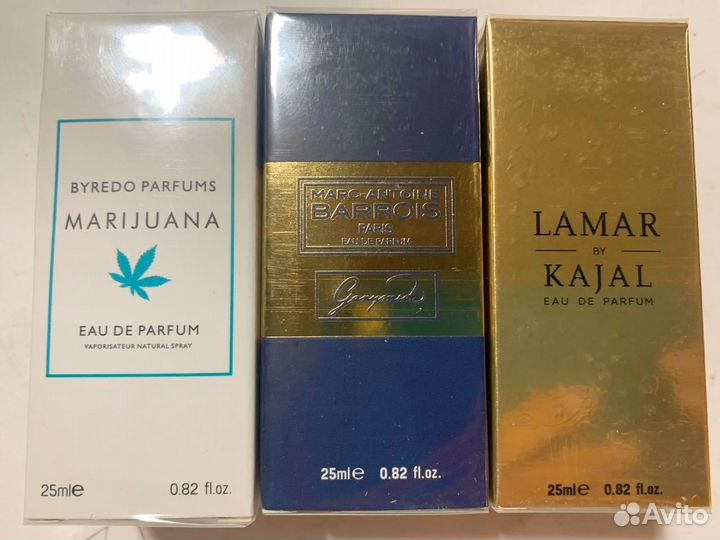 BYREDO PARFUMS
MARIJUANA
EAU DE PARFUM
VAPORISATEUR NATURAL SPRAY
25ml℮ 0.82 fl.oz.
MARC-ANTOINE
BARROIS
PARIS
EAU DE PARFUM
Ganymede
25ml℮ 0.82 fl.oz.
LAMAR
BY
KAJAL
EAU DE PARFUM
25ml℮ 0.82 fl.oz.
Avito